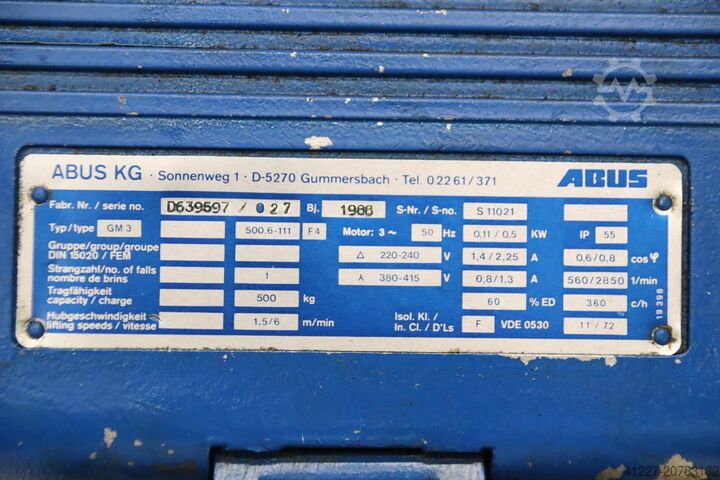 ABUS KG · Sonnenweg 1 · D-5270 Gummersbach · Tel. 02261/371 ABUS
Fabr. Nr. / serie no. D639597 / 027 Bj. 1988 S-Nr. / S-no. S 11021
Typ/type GM 3 500.6-111 F4 Motor: 3 ~ 50 Hz 0,11 / 0,5 KW IP 55
Gruppe/group/groupe
DIN 15020 / FEM △ 220-240 V 1,4 / 2,25 A 0,6/0,8 cos φ
Strangzahl/no. of falls
nombre de brins 1 ⅄ 380-415 V 0,8/1,3 A 560/2850 1/min
Tragfähigkeit
capacity / charge 500 kg 60 % ED 360 c/h
Hubgeschwindigkeit
lifting speeds / vitesse 1,5/6 m/min Isol. Kl. /
In. Cl. / D'Ls F VDE 0530 11 / 72
19 398
41227-20783182